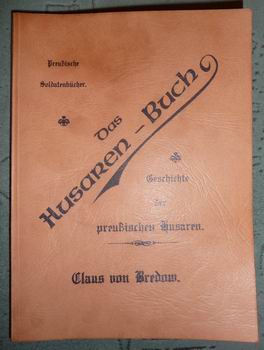 Preußische
Soldatenbücher.
Das
Husaren-Buch
Geschichte
der
preußischen Husaren.
Claus von Bredow.